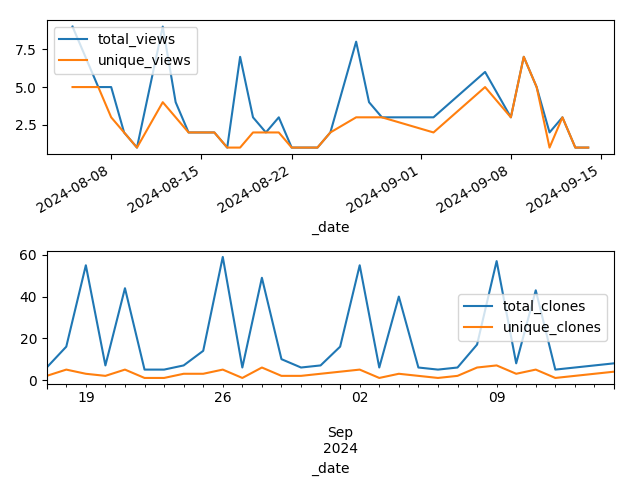 total_views
unique_views
7.5
5.0
2.5
2024-08-08
2024-08-15
2024-08-22
2024-09-01
2024-09-08
2024-09-15
_date
60
40
20
0
total_clones
unique_clones
19
26
02
09
Sep
2024
_date